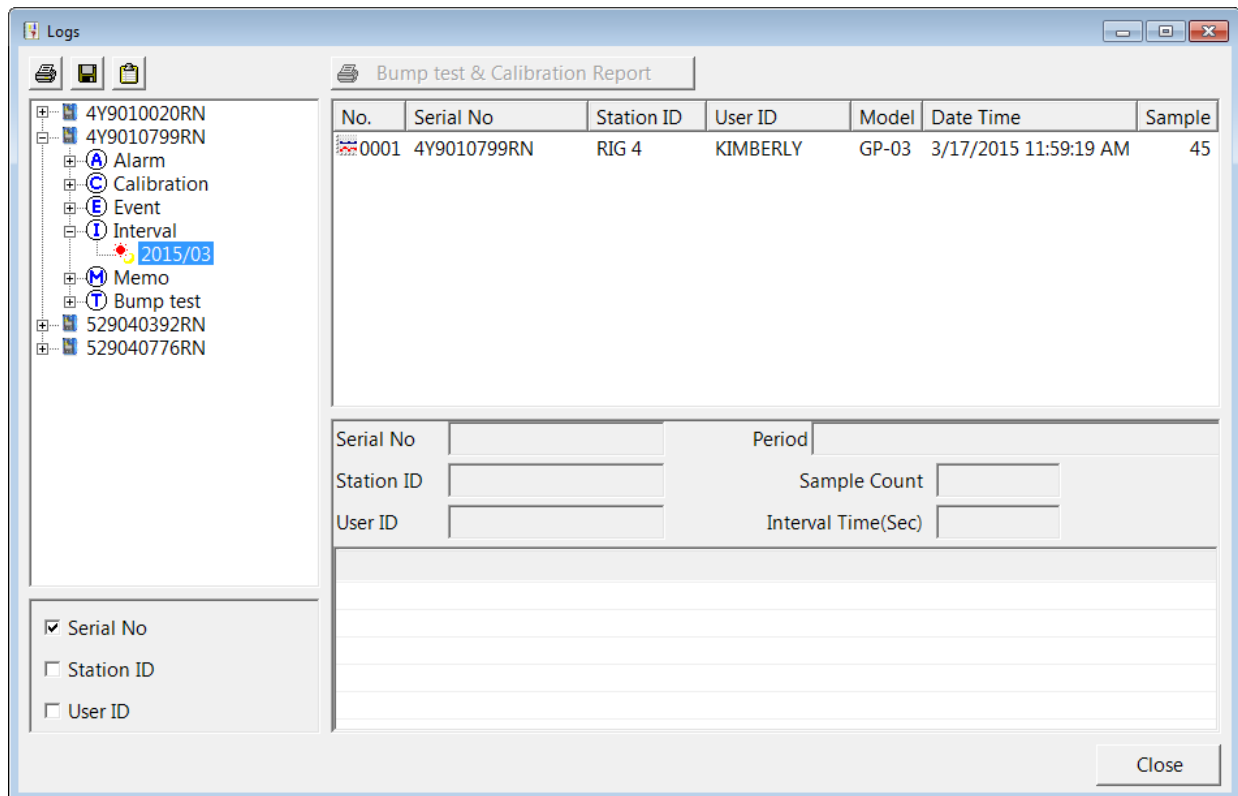 Logs
Bump test & Calibration Report
4Y9010020RN
4Y9010799RN
A Alarm
C Calibration
E Event
I Interval
2015/03
M Memo
T Bump test
529040392RN
529040776RN
Serial No
Station ID
User ID
No. Serial No Station ID User ID Model Date Time Sample
0001 4Y9010799RN RIG 4 KIMBERLY GP-03 3/17/2015 11:59:19 AM 45
Serial No Period
Station ID Sample Count
User ID Interval Time(Sec)
Close